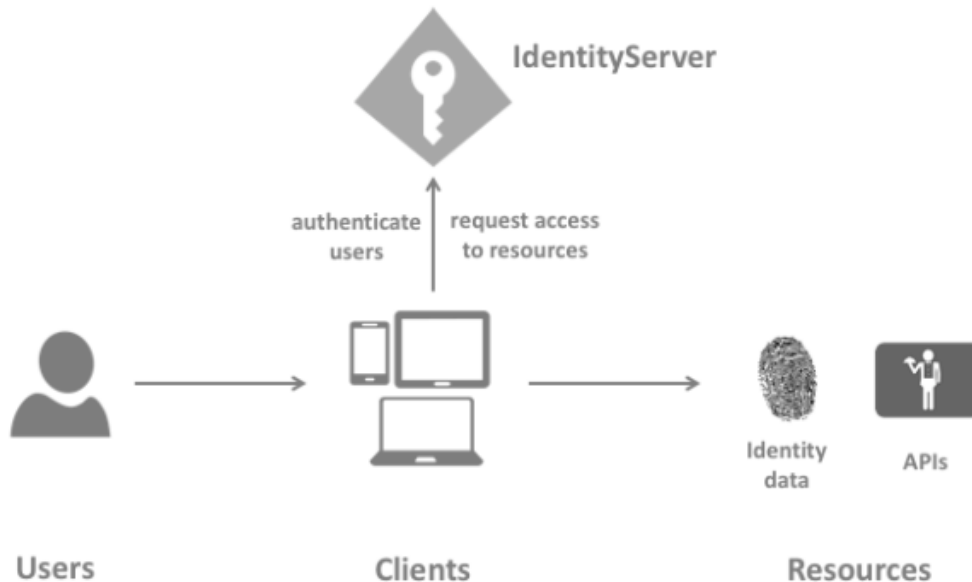 IdentityServer
authenticate
users
request access
to resources
Identity
data
APIs
Users
Clients
Resources